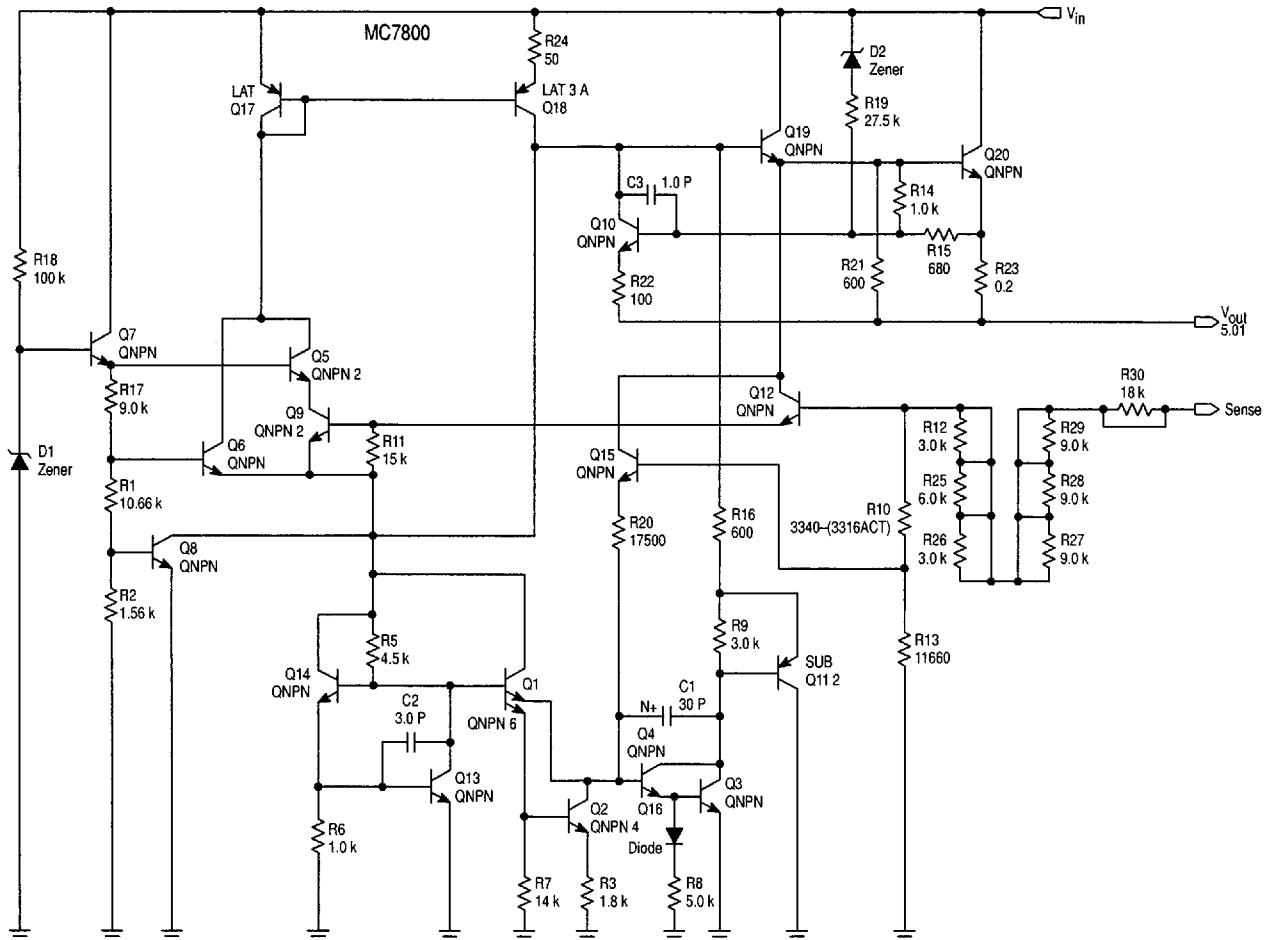 MC7800
Vin
R24
50
D2
Zener
LAT
Q17
LAT 3 A
Q18
R19
27.5 k
Q19
QNPN
Q20
QNPN
C3
1.0 P
R14
1.0 k
Q10
QNPN
R18
100 k
R15
680
R21
600
R23
0.2
R22
100
Vout
5.01
Q7
QNPN
Q5
QNPN 2
R17
9.0 k
R30
18 k
Sense
Q12
QNPN
Q9
QNPN 2
R12
3.0 k
R29
9.0 k
R11
15 k
Q6
QNPN
D1
Zener
Q15
QNPN
R1
10.66 k
R25
6.0 k
R28
9.0 k
R10
3340–(3316ACT)
R16
600
R20
17500
Q8
QNPN
R26
3.0 k
R27
9.0 k
R2
1.56 k
R9
3.0 k
R5
4.5 k
R13
11660
Q14
QNPN
SUB
Q11 2
Q1
QNPN 6
C1
30 P
N+
C2
3.0 P
Q4
QNPN
Q13
QNPN
Q3
QNPN
Q2
QNPN 4
Q16
R6
1.0 k
Diode
R7
14 k
R3
1.8 k
R8
5.0 k